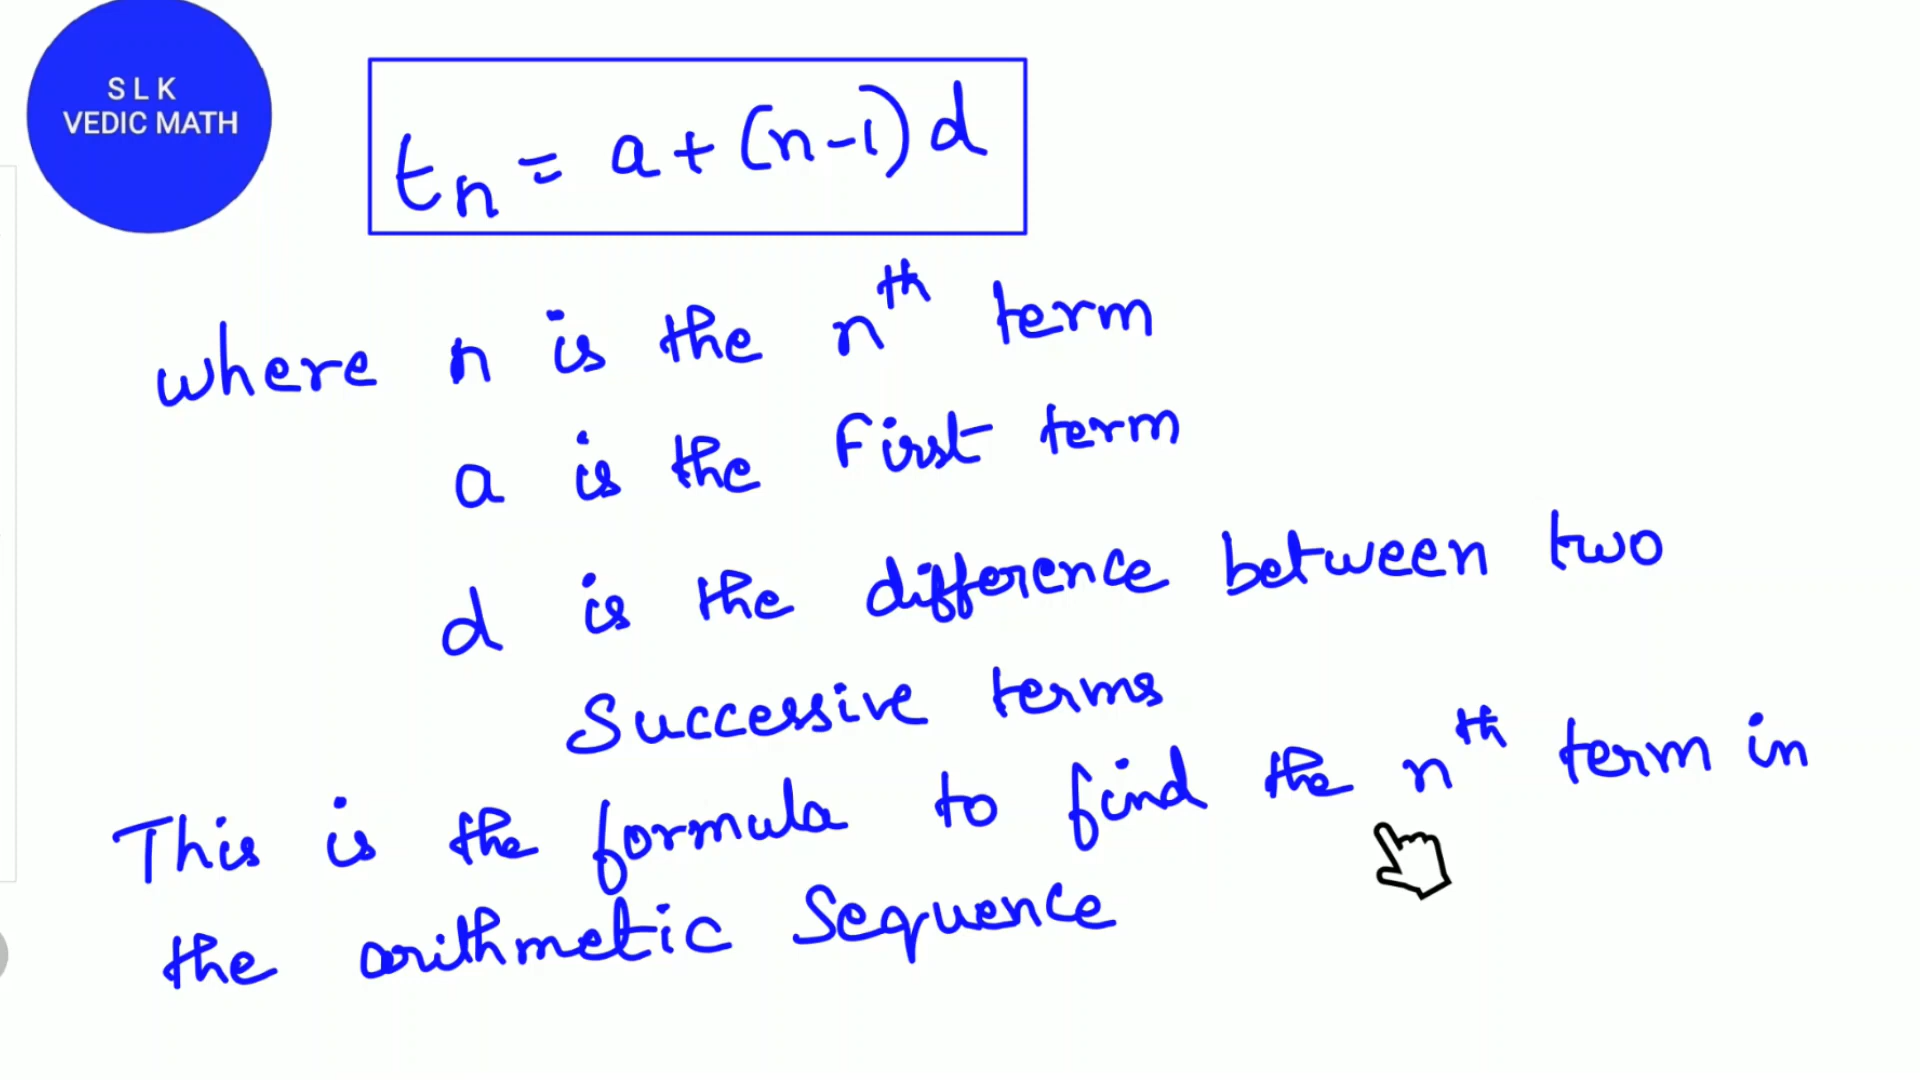 S L K
VEDIC MATH
tn = a + (n-1) d
where n is the nth term
a is the First term
d is the difference between two
Successive terms
This is the formula to find the nth term in
the arithmetic Sequence